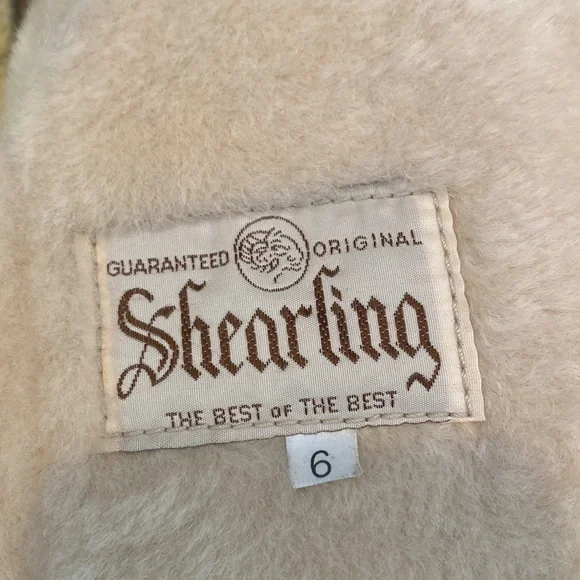 GUARANTEED ORIGINAL
Shearling
THE BEST OF THE BEST
6